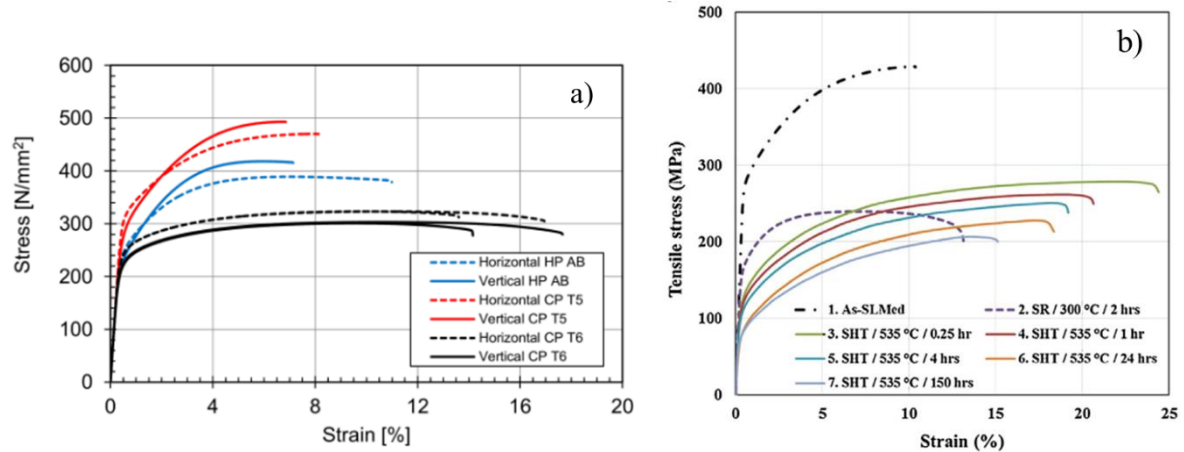 a)
Stress [N/mm²]
600
500
400
300
200
100
0
0 4 8 12 16 20
Strain [%]
Horizontal HP AB
Vertical HP AB
Horizontal CP T5
Vertical CP T5
Horizontal CP T6
Vertical CP T6
b)
Tensile stress (MPa)
500
400
300
200
100
0
0 5 10 15 20 25
Strain (%)
1. As-SLMed 2. SR / 300 °C / 2 hrs
3. SHT / 535 °C / 0.25 hr 4. SHT / 535 °C / 1 hr
5. SHT / 535 °C / 4 hrs 6. SHT / 535 °C / 24 hrs
7. SHT / 535 °C / 150 hrs